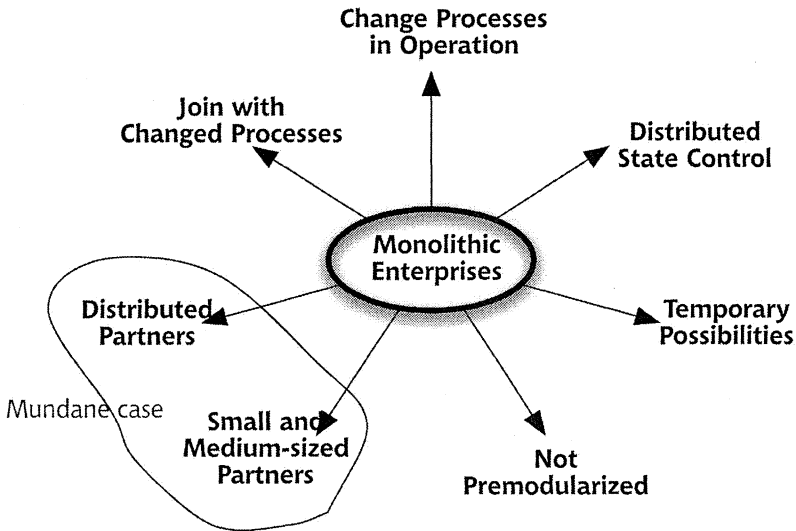 Change Processes
in Operation
Join with
Changed Processes
Distributed
State Control
Monolithic
Enterprises
Distributed
Partners
Temporary
Possibilities
Mundane case
Small and
Medium-sized
Partners
Not
Premodularized